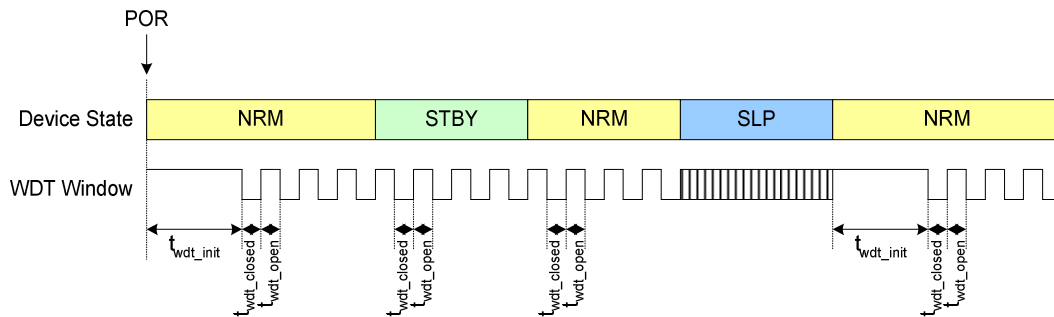 POR
Device State
NRM
STBY
NRM
SLP
NRM
WDT Window
twdt_init
twdt_closed
twdt_open
twdt_closed
twdt_open
twdt_closed
twdt_open
twdt_init
twdt_closed
twdt_open